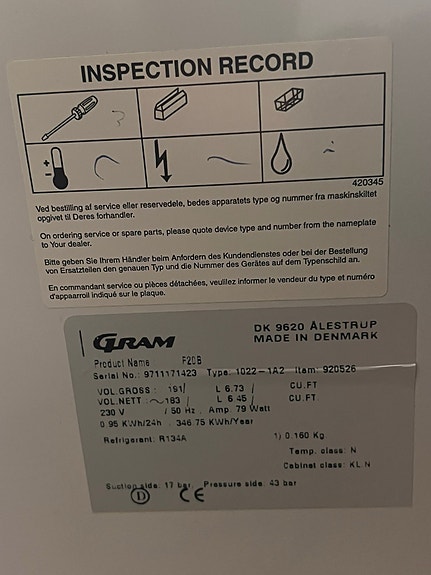 INSPECTION RECORD
420345
Ved bestilling af service eller reservedele, bedes apparatets type og nummer fra maskinskiltet
opgivet til Deres forhandler.
On ordering service or spare parts, please quote device type and number from the nameplate
to Your dealer.
Bitte geben Sie Ihrem Händler beim Anfordern des Kundendienstes oder bei der Bestellung
von Ersatzteilen den genauen Typ und die Nummer des Gerätes auf dem Typenschild an.
En commandant service ou pièces détachées, veuillez informer le vendeur du type et numéro
d'appaarroil indiqué sur le plaque.
GRAM
DK 9620 ÅLESTRUP
MADE IN DENMARK
Product Name : F20B
Serial No.: 9711171423 Type: 1022-1A2 Item: 920526
VOL.GROSS : 191/ L 6.73 / CU.FT
VOL.NETT : 183 / L 6.45 / CU.FT
230 V / 50 Hz Amp. 79 Watt
0.95 KWh/24h 346.75 KWh/Year
Refrigerant: R134A 1) 0.160 Kg
Temp. class: N
Cabinet class: KL N
Suction side: 17 bar, Pressure side: 43 bar
D CE